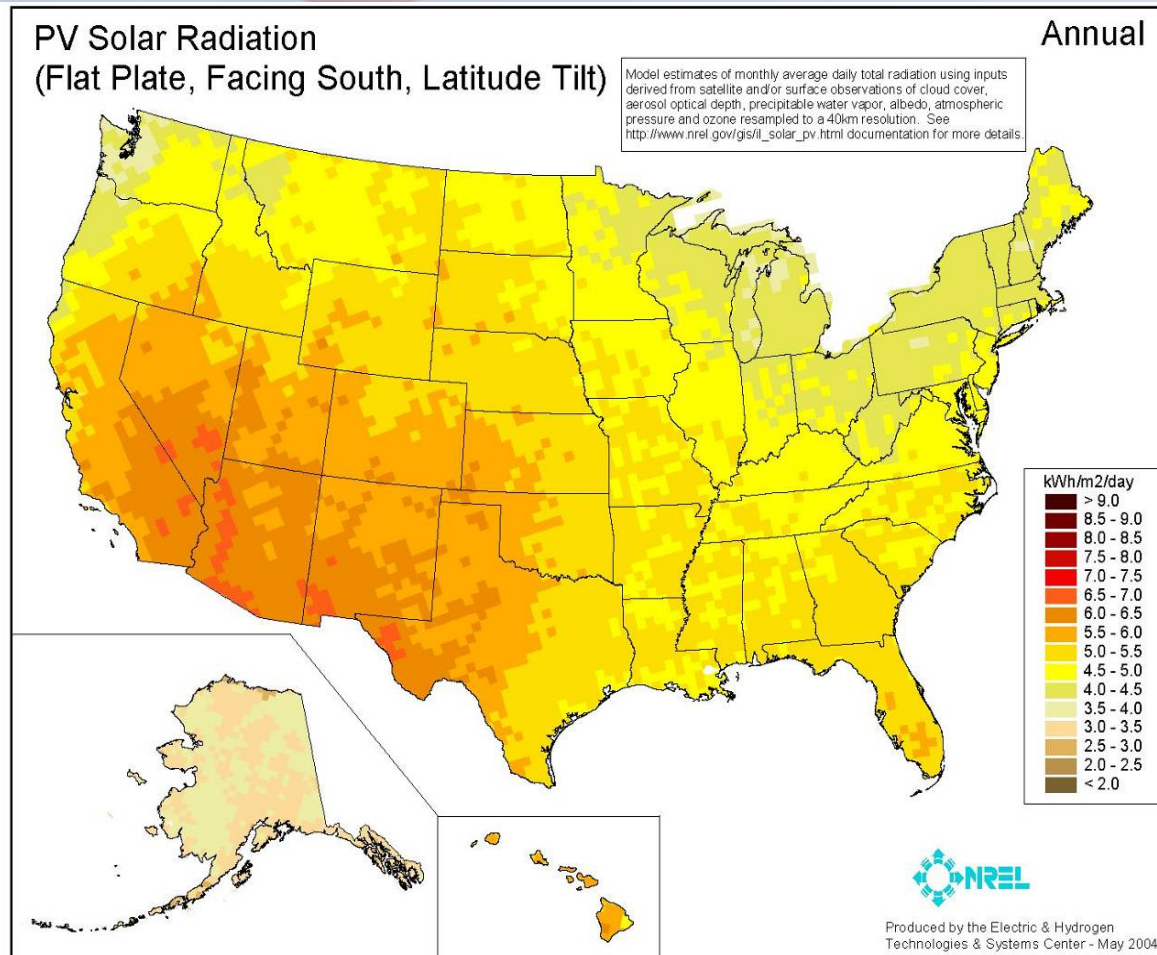 PV Solar Radiation
(Flat Plate, Facing South, Latitude Tilt)
Annual
Model estimates of monthly average daily total radiation using inputs
derived from satellite and/or surface observations of cloud cover,
aerosol optical depth, precipitable water vapor, albedo, atmospheric
pressure and ozone resampled to a 40km resolution. See
http://www.nrel.gov/gis/il_solar_pv.html documentation for more details.
kWh/m2/day
> 9.0
8.5 - 9.0
8.0 - 8.5
7.5 - 8.0
7.0 - 7.5
6.5 - 7.0
6.0 - 6.5
5.5 - 6.0
5.0 - 5.5
4.5 - 5.0
4.0 - 4.5
3.5 - 4.0
3.0 - 3.5
2.5 - 3.0
2.0 - 2.5
< 2.0
NREL
Produced by the Electric & Hydrogen
Technologies & Systems Center - May 2004